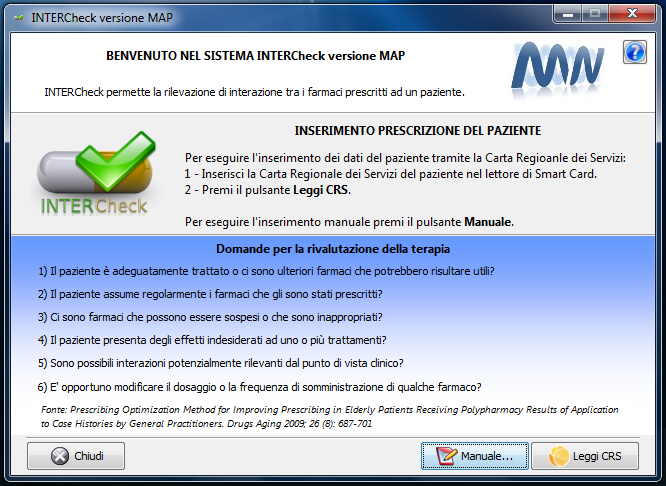 INTERCheck versione MAP
BENVENUTO NEL SISTEMA INTERCheck versione MAP
INTERCheck permette la rilevazione di interazione tra i farmaci prescritti ad un paziente.
INSERIMENTO PRESCRIZIONE DEL PAZIENTE
Per eseguire l'inserimento dei dati del paziente tramite la Carta Regioanle dei Servizi:
1 - Inserisci la Carta Regionale dei Servizi del paziente nel lettore di Smart Card.
2 - Premi il pulsante Leggi CRS.
INTERCheck
Per eseguire l'inserimento manuale premi il pulsante Manuale.
Domande per la rivalutazione della terapia
1) Il paziente è adeguatamente trattato o ci sono ulteriori farmaci che potrebbero risultare utili?
2) Il paziente assume regolarmente i farmaci che gli sono stati prescritti?
3) Ci sono farmaci che possono essere sospesi o che sono inappropriati?
4) Il paziente presenta degli effetti indesiderati ad uno o più trattamenti?
5) Sono possibili interazioni potenzialmente rilevanti dal punto di vista clinico?
6) E' opportuno modificare il dosaggio o la frequenza di somministrazione di qualche farmaco?
Fonte: Prescribing Optimization Method for Improving Prescribing in Elderly Patients Receiving Polypharmacy Results of Application
to Case Histories by General Practitioners. Drugs Aging 2009; 26 (8): 687-701
Chiudi
Manuale...
Leggi CRS